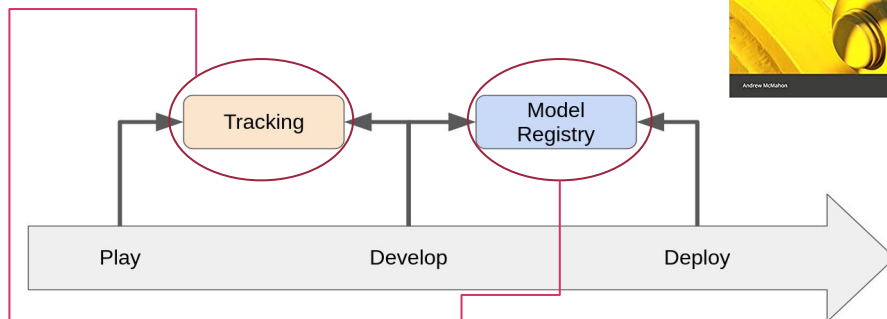 Andrew McMahon
Tracking
Model
Registry
Play
Develop
Deploy